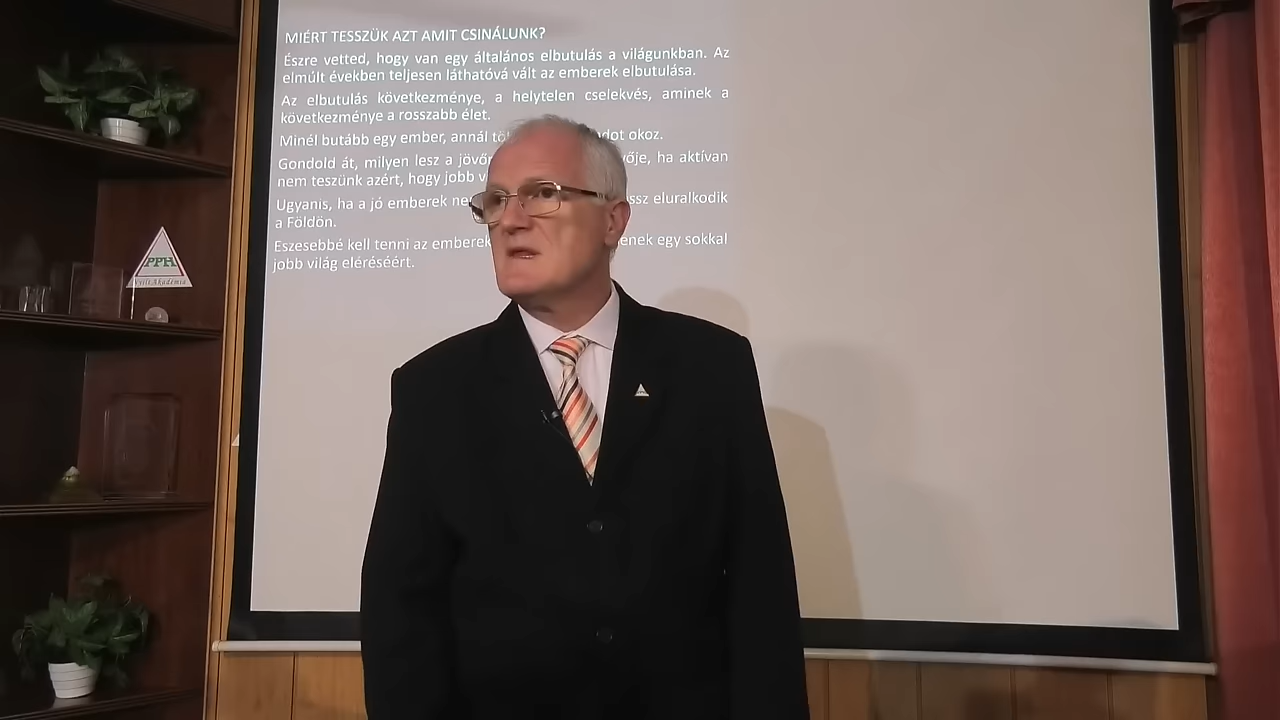 MIÉRT TESSZÜK AZT AMIT CSINÁLUNK?
Észre vetted, hogy van egy általános elbutulás a világunkban. Az
elmúlt években teljesen láthatóvá vált az emberek elbutulása.
Az elbutulás következménye, a helytelen cselekvés, aminek a
következménye a rosszabb élet.
Minél butább egy ember, annál okoz.
Gondold át, milyen lesz a ha aktívan
nem teszünk azért, hogy jobb
Ugyanis, ha a jó emberek eluralkodik
a Földön.
Eszesebbé kell tenni az egy sokkal
jobb világ eléréséért.
PPH
Nyílt Akadémia